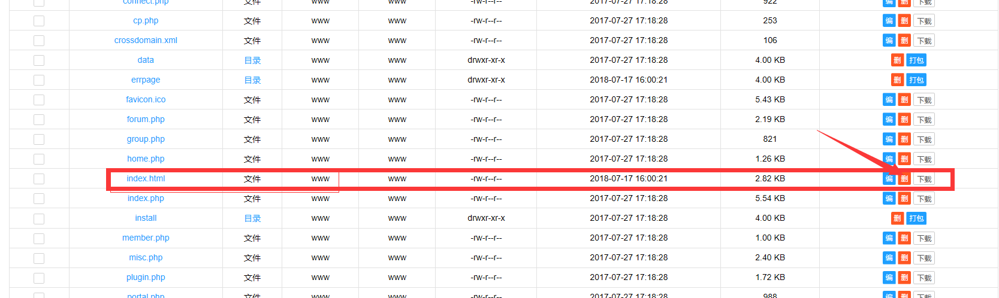 connect.php 文件 www www -rw-r--r-- 2017-07-27 17:18:28 922 编 删 下载
cp.php 文件 www www -rw-r--r-- 2017-07-27 17:18:28 253 编 删 下载
crossdomain.xml 文件 www www -rw-r--r-- 2017-07-27 17:18:28 106 编 删 下载
data 目录 www www drwxr-xr-x 2017-07-27 17:18:28 4.00 KB 删 打包
errpage 目录 www www drwxr-xr-x 2018-07-17 16:00:21 4.00 KB 删 打包
favicon.ico 文件 www www -rw-r--r-- 2017-07-27 17:18:28 5.43 KB 编 删 下载
forum.php 文件 www www -rw-r--r-- 2017-07-27 17:18:28 2.19 KB 编 删 下载
group.php 文件 www www -rw-r--r-- 2017-07-27 17:18:28 821 编 删 下载
home.php 文件 www www -rw-r--r-- 2017-07-27 17:18:28 1.26 KB 编 删 下载
index.html 文件 www www -rw-r--r-- 2018-07-17 16:00:21 2.82 KB 编 删 下载
index.php 文件 www www -rw-r--r-- 2017-07-27 17:18:28 5.54 KB 编 删 下载
install 目录 www www drwxr-xr-x 2017-07-27 17:18:28 4.00 KB 删 打包
member.php 文件 www www -rw-r--r-- 2017-07-27 17:18:28 1.00 KB 编 删 下载
misc.php 文件 www www -rw-r--r-- 2017-07-27 17:18:28 2.40 KB 编 删 下载
plugin.php 文件 www www -rw-r--r-- 2017-07-27 17:18:28 1.72 KB 编 删 下载
portal.php 文件 www www -rw-r--r-- 2017-07-27 17:18:28 988 编 删 下载